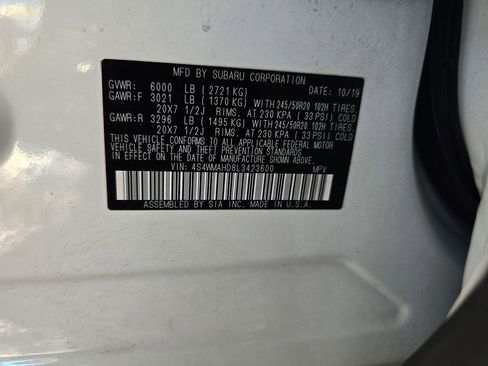 MFD BY SUBARU CORPORATION
GVWR: 6000 LB (2721 KG) DATE: 10/19
GAWR:F 3021 LB (1370 KG) WITH 245/50R20 102H TIRES.
20X7 1/2J RIMS. AT 230 KPA (33 PSI) COLD
GAWR:R 3296 LB (1495 KG) WITH 245/50R20 102H TIRES.
20X7 1/2J RIMS. AT 230 KPA (33 PSI) COLD
THIS VEHICLE CONFORMS TO ALL APPLICABLE FEDERAL MOTOR
VEHICLE SAFETY AND THEFT PREVENTION STANDARDS IN EFFECT
ON THE DATE OF MANUFACTURE SHOWN ABOVE.
VIN: 4S4WMAHD8L3423600 MPV
ASSEMBLED BY SIA INC. MADE IN U.S.A.